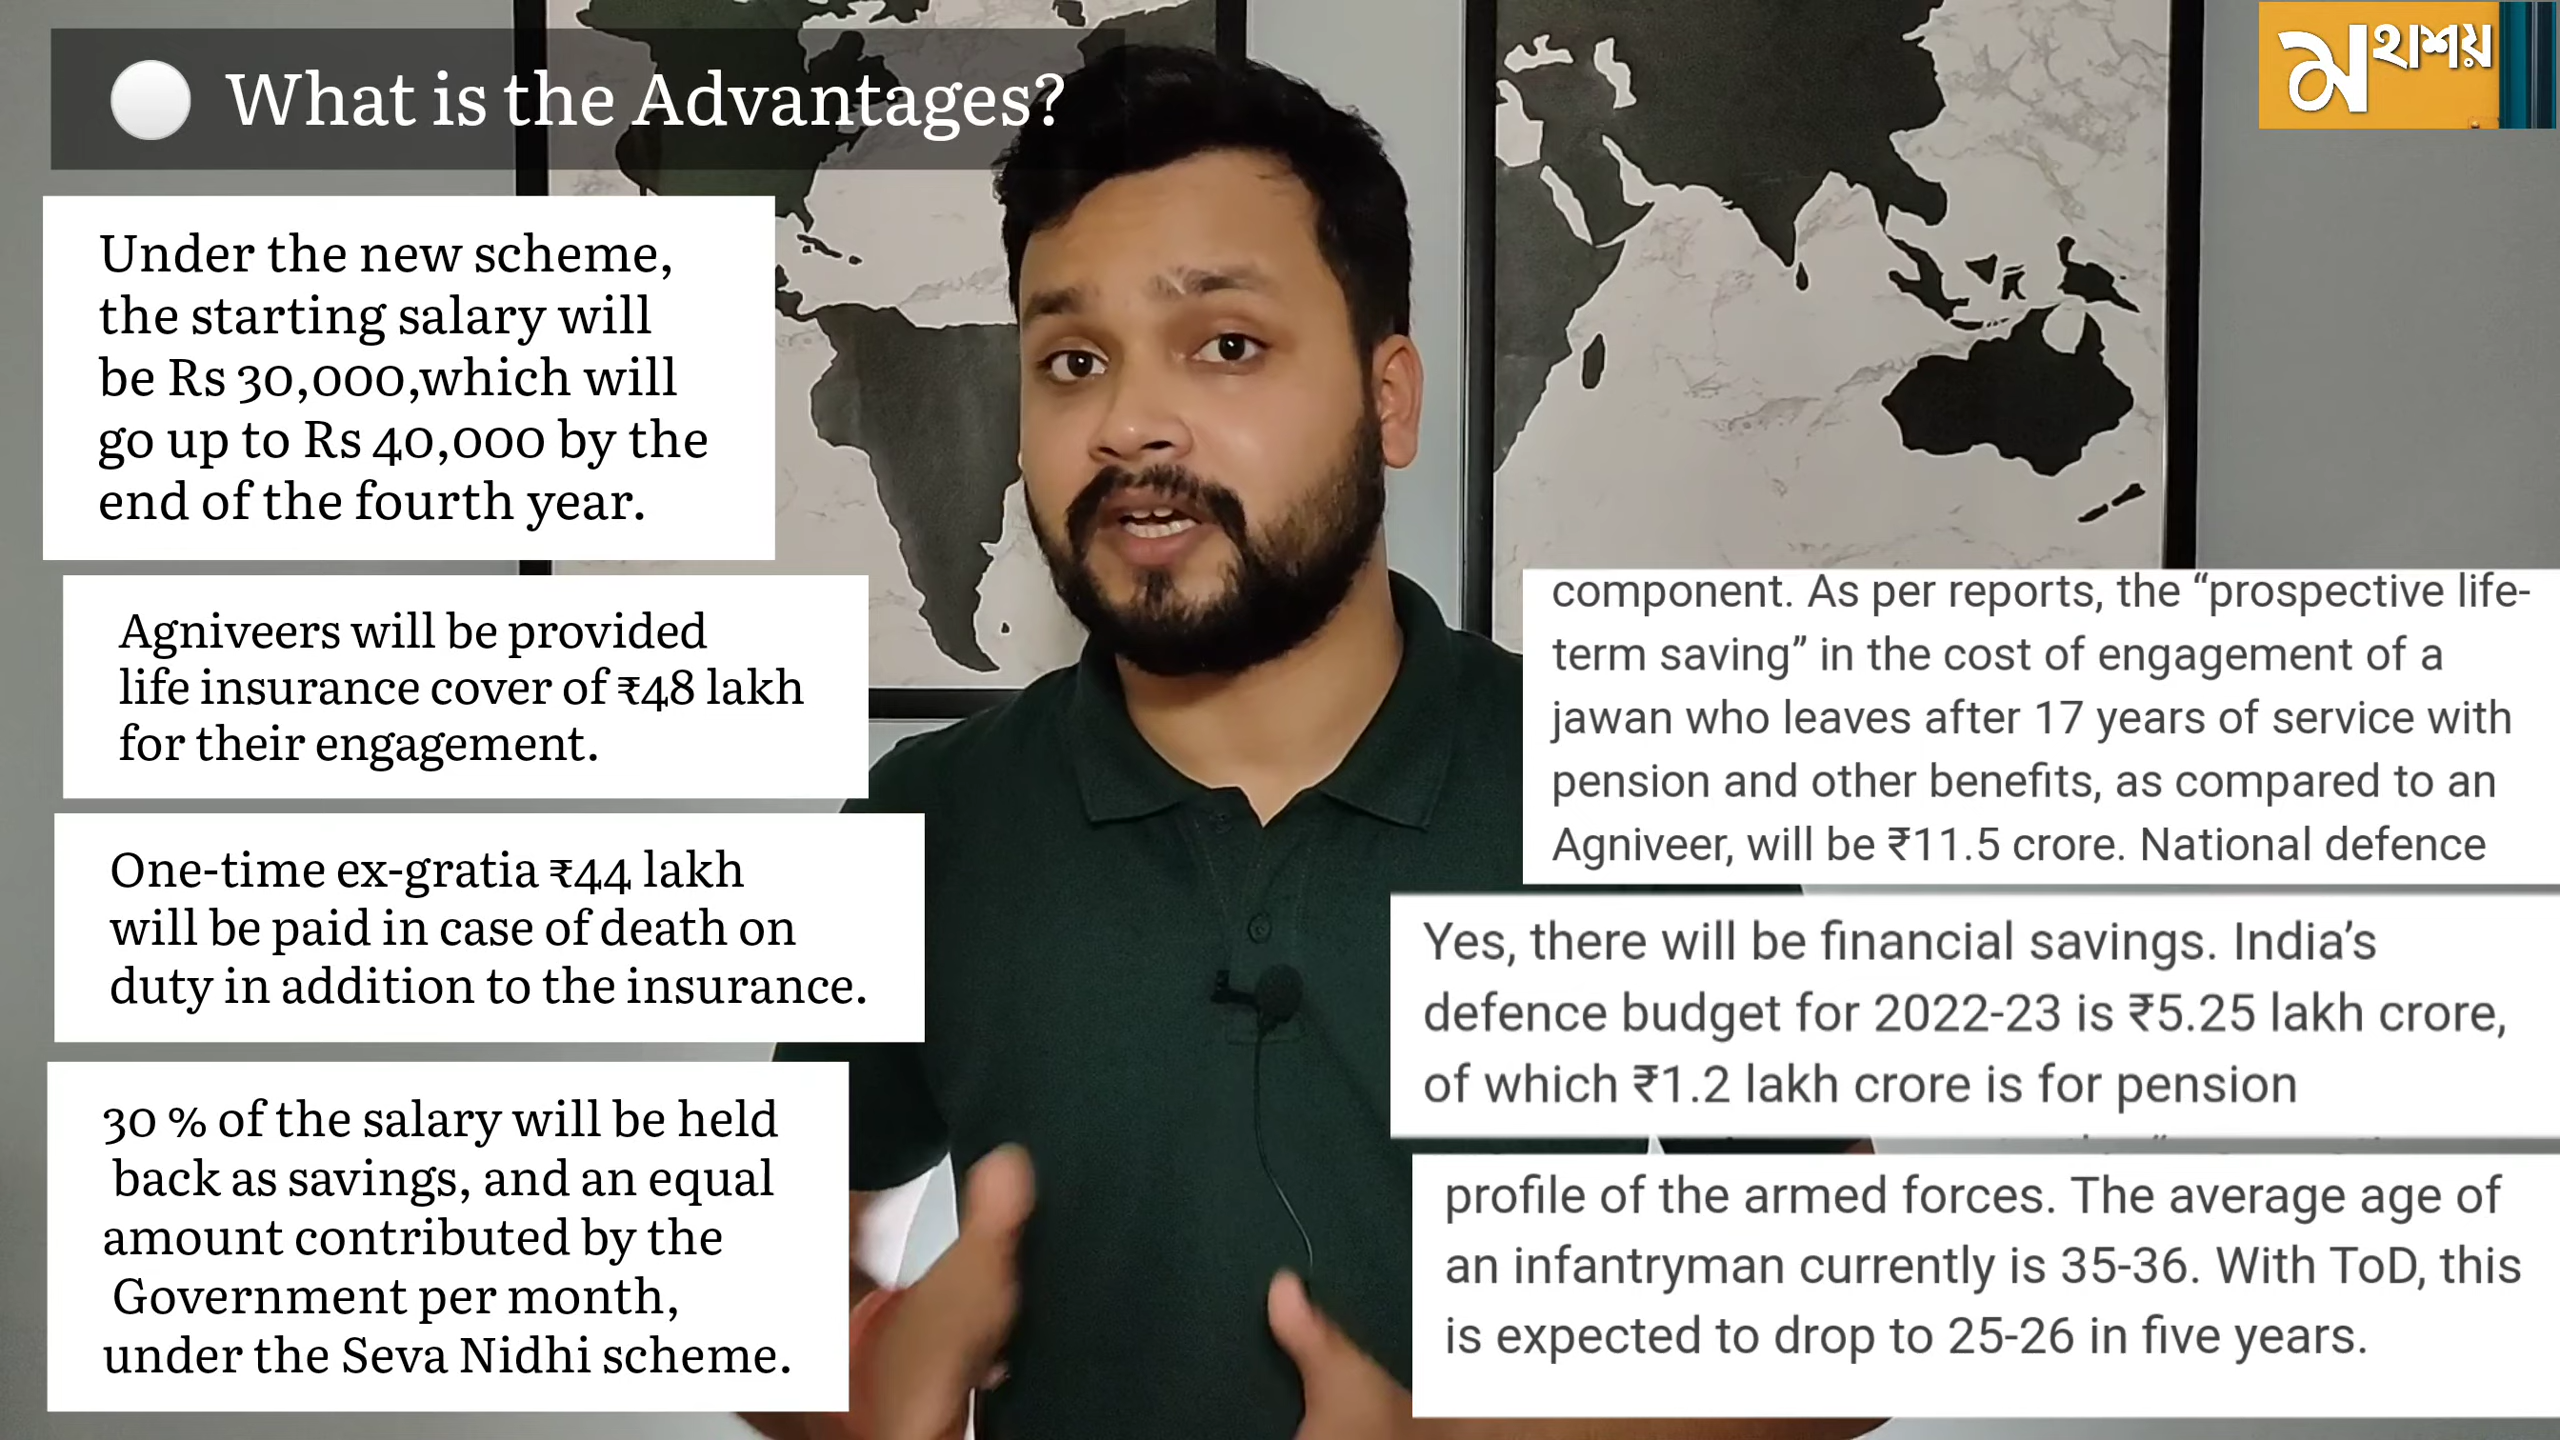 What is the Advantages?
মহাশয়
Under the new scheme,
the starting salary will
be Rs 30,000,which will
go up to Rs 40,000 by the
end of the fourth year.
Agniveers will be provided
life insurance cover of ₹48 lakh
for their engagement.
One-time ex-gratia ₹44 lakh
will be paid in case of death on
duty in addition to the insurance.
30 % of the salary will be held
back as savings, and an equal
amount contributed by the
Government per month,
under the Seva Nidhi scheme.
component. As per reports, the “prospective life-
term saving” in the cost of engagement of a
jawan who leaves after 17 years of service with
pension and other benefits, as compared to an
Agniveer, will be ₹11.5 crore. National defence
Yes, there will be financial savings. India’s
defence budget for 2022-23 is ₹5.25 lakh crore,
of which ₹1.2 lakh crore is for pension
profile of the armed forces. The average age of
an infantryman currently is 35-36. With ToD, this
is expected to drop to 25-26 in five years.